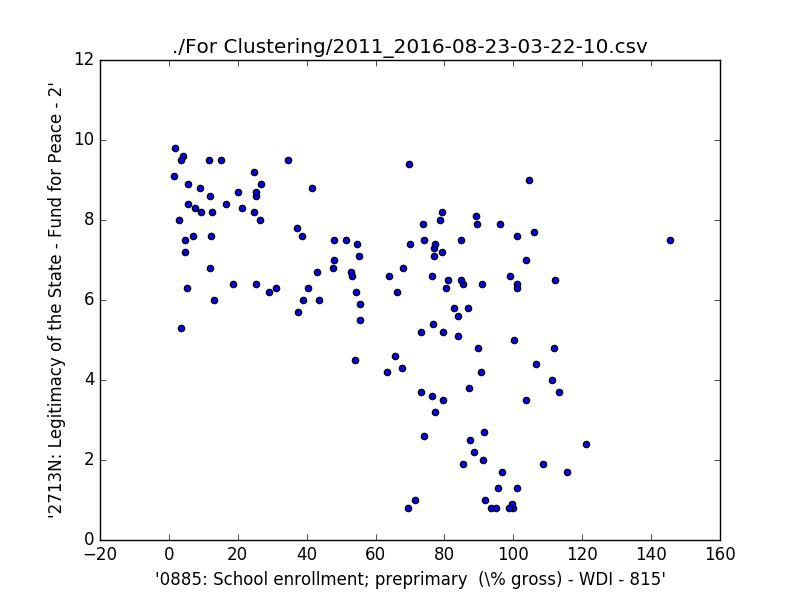 ./For Clustering/2011_2016-08-23-03-22-10.csv
12
10
8
6
4
2
0
'2713N: Legitimacy of the State - Fund for Peace - 2'
−20 0 20 40 60 80 100 120 140 160
'0885: School enrollment; preprimary  (\% gross) - WDI - 815'